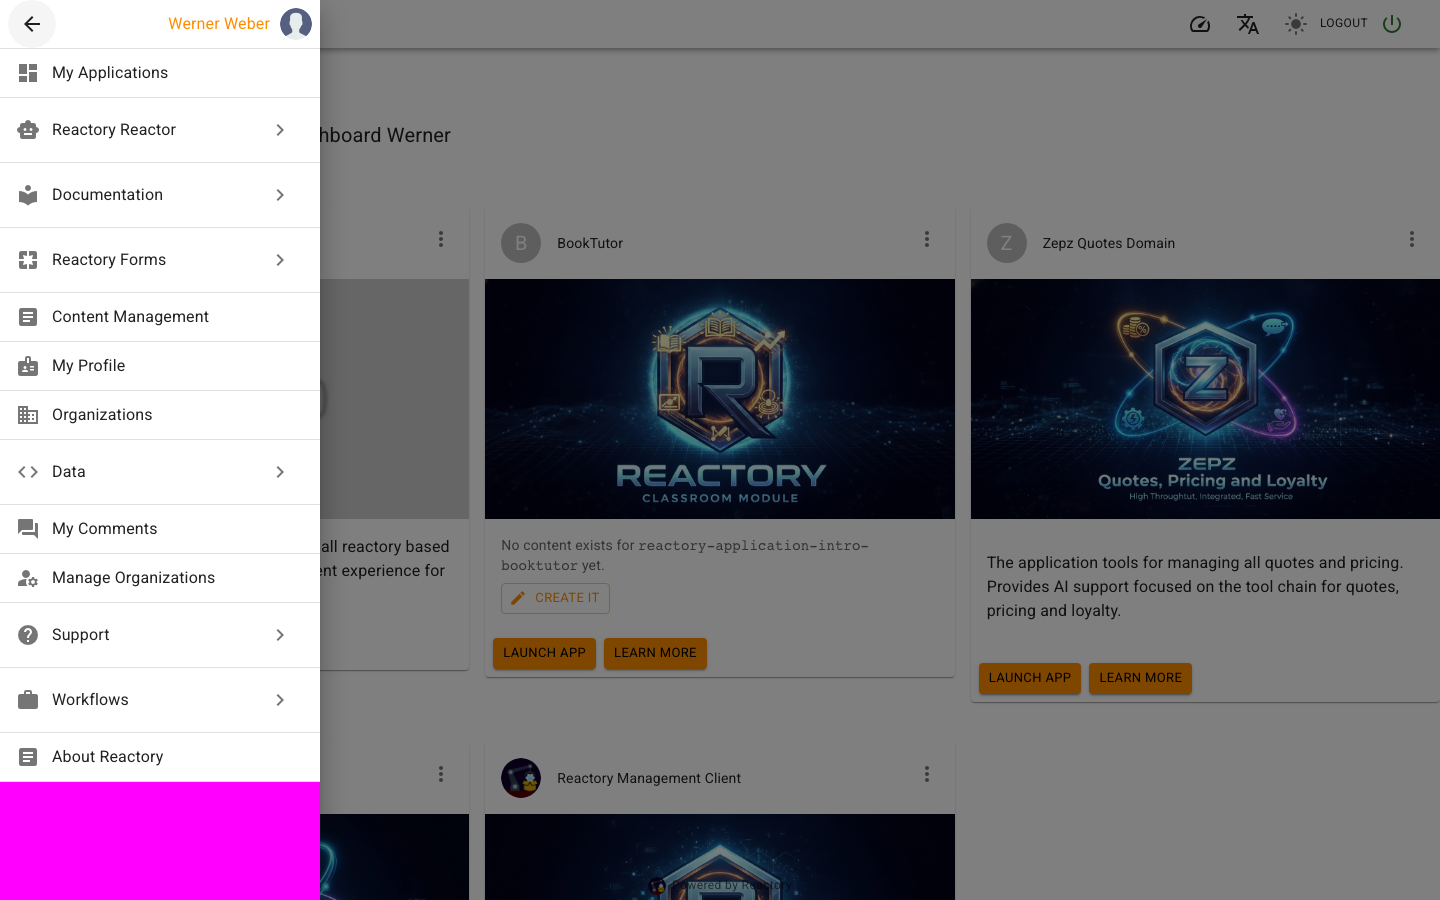 Werner Weber
LOGOUT
My Applications
Reactory Reactor
Documentation
Reactory Forms
Content Management
My Profile
Organizations
Data
My Comments
Manage Organizations
Support
Workflows
About Reactory
hboard Werner
all reactory based
ent experience for
B
BookTutor
REACTORY
CLASSROOM MODULE
No content exists for reactory-application-intro-
booktutor yet.
CREATE IT
LAUNCH APP LEARN MORE
Z
Zepz Quotes Domain
ZEPZ
Quotes, Pricing and Loyalty
High Throughtut, Integrated, Fast Service
The application tools for managing all quotes and pricing.
Provides AI support focused on the tool chain for quotes,
pricing and loyalty.
LAUNCH APP LEARN MORE
Reactory Management Client
Powered by Reactory